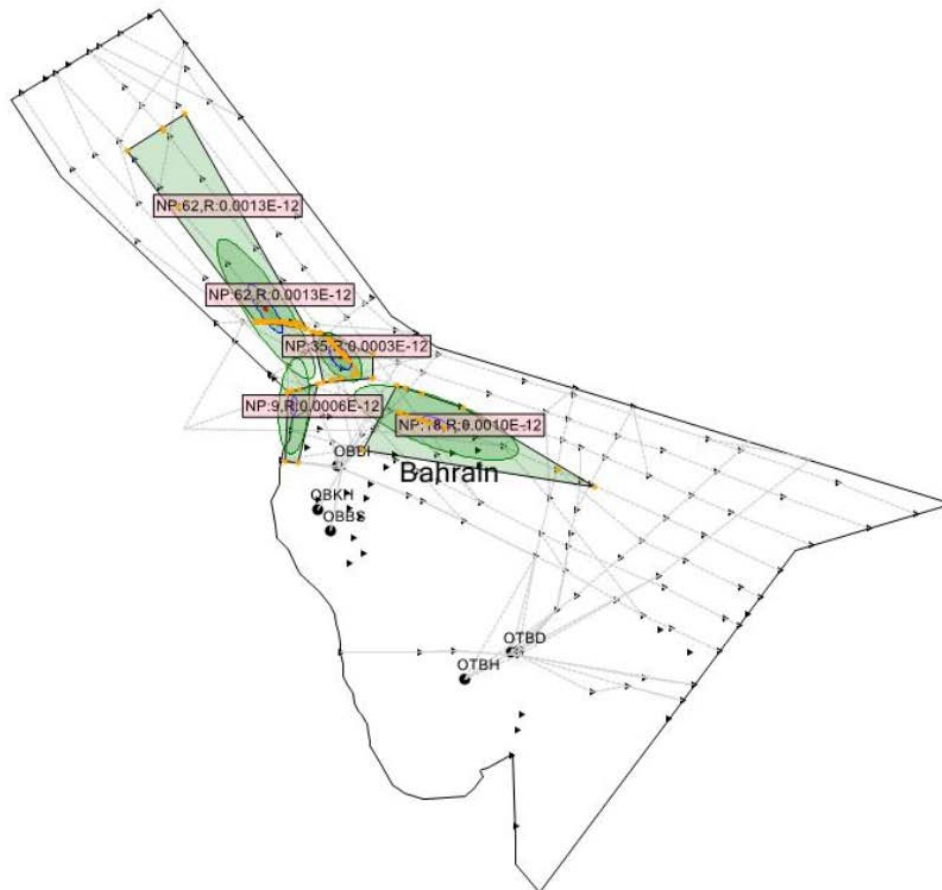 NP:62,R:0.0013E-12
NP:62,R:0.0013E-12
NP:35,R:0.0003E-12
NP:9,R:0.0006E-12
NP:18,R:0.0010E-12
OBDI
Bahrain
OBKH
OBBS
OTBD
OTBH